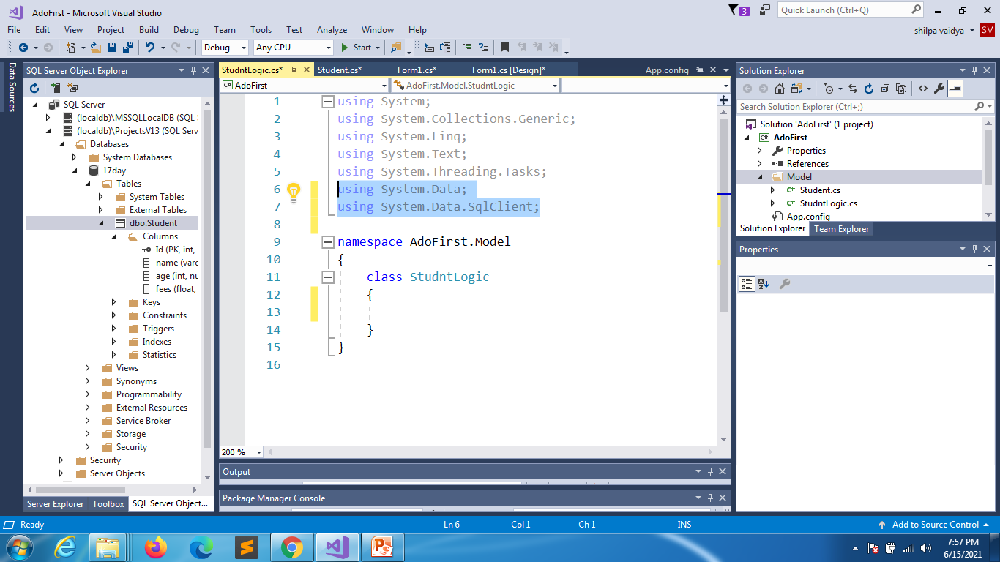 AdoFirst - Microsoft Visual Studio
3
Quick Launch (Ctrl+Q)
File Edit View Project Build Debug Team Tools Test Analyze Window Help
shilpa vaidya SV
Debug Any CPU Start
Data Sources
SQL Server Object Explorer
SQL Server
(localdb)\MSSQLLocalDB (SQL S
(localdb)\ProjectsV13 (SQL Serv
Databases
System Databases
17day
Tables
System Tables
External Tables
dbo.Student
Columns
Id (PK, int,
name (varc
age (int, nu
fees (float,
Keys
Constraints
Triggers
Indexes
Statistics
Views
Synonyms
Programmability
External Resources
Service Broker
Storage
Security
Security
Server Objects
Server Explorer Toolbox SQL Server Object...
StudntLogic.cs* Student.cs* Form1.cs* Form1.cs [Design]* App.config
AdoFirst AdoFirst.Model.StudntLogic
1 using System;
2 using System.Collections.Generic;
3 using System.Linq;
4 using System.Text;
5 using System.Threading.Tasks;
6 using System.Data;
7 using System.Data.SqlClient;
8
9 namespace AdoFirst.Model
10 {
11 class StudntLogic
12 {
13
14 }
15 }
16
200 %
Output
Package Manager Console
Solution Explorer
Search Solution Explorer (Ctrl+;)
Solution 'AdoFirst' (1 project)
AdoFirst
Properties
References
Model
Student.cs
StudntLogic.cs
App.config
Solution Explorer Team Explorer
Properties
Ready Ln 6 Col 1 Ch 1 INS Add to Source Control
7:57 PM
6/15/2021